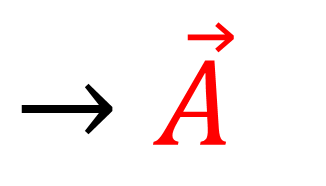 → A⃗